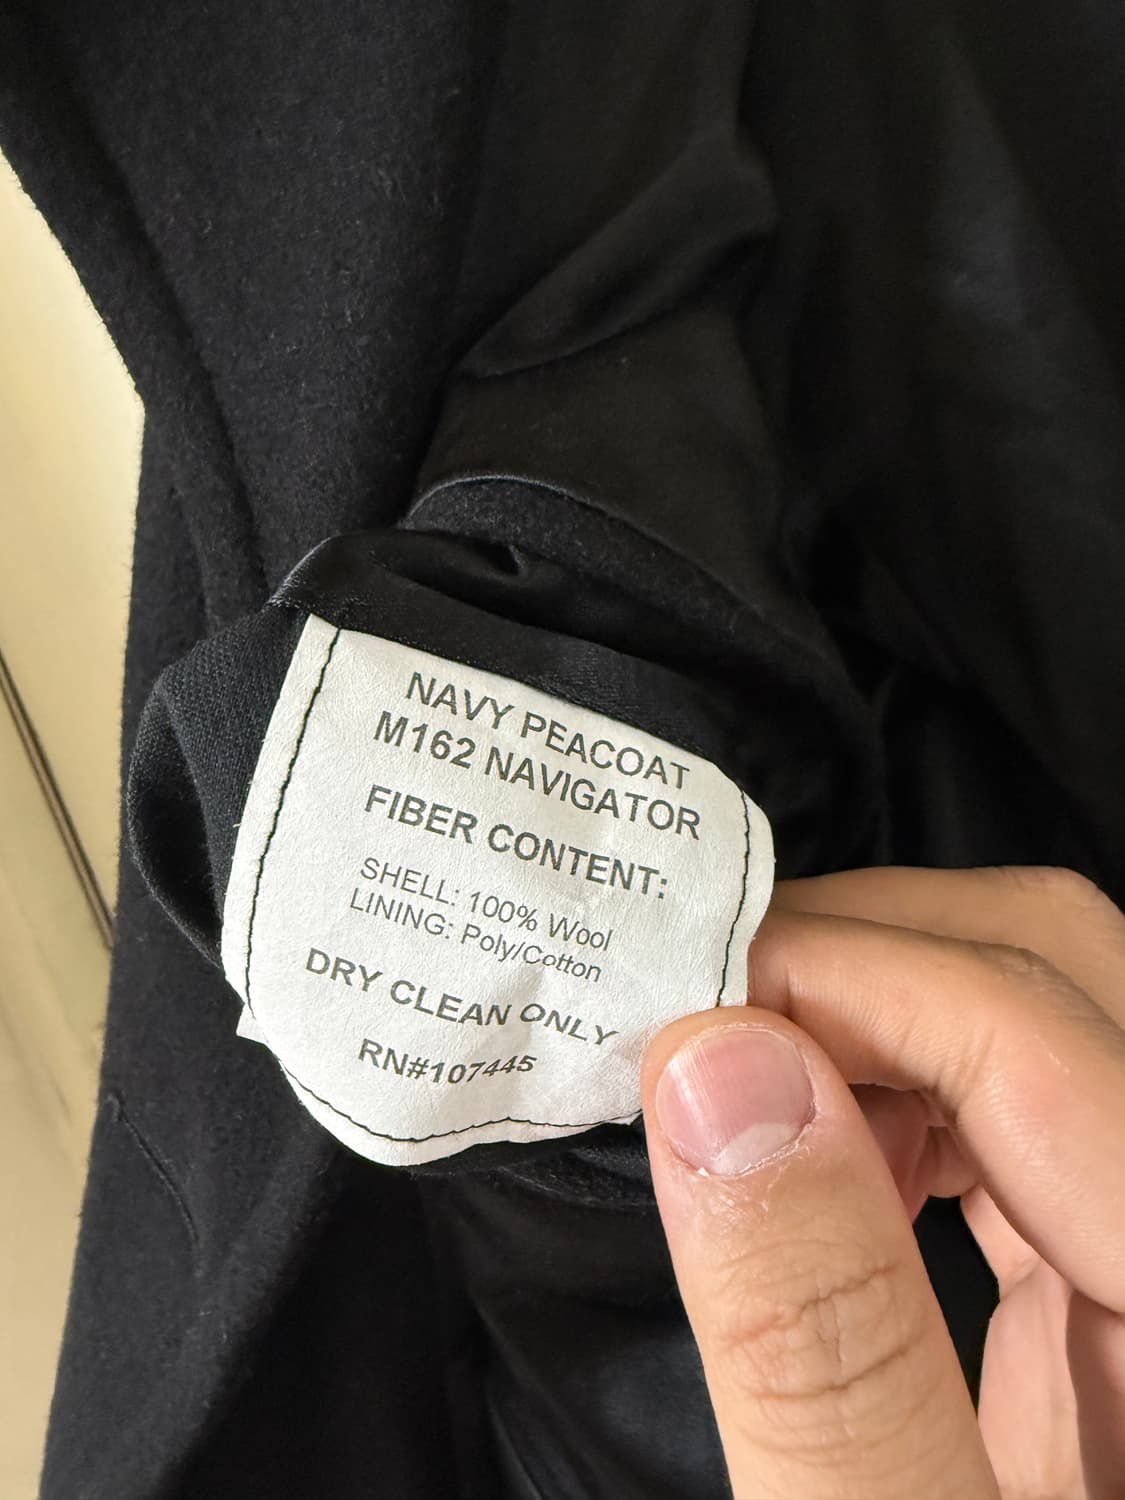 NAVY PEACOAT
M162 NAVIGATOR
FIBER CONTENT:
SHELL: 100% Wool
LINING: Poly/Cotton
DRY CLEAN ONLY
RN#107445